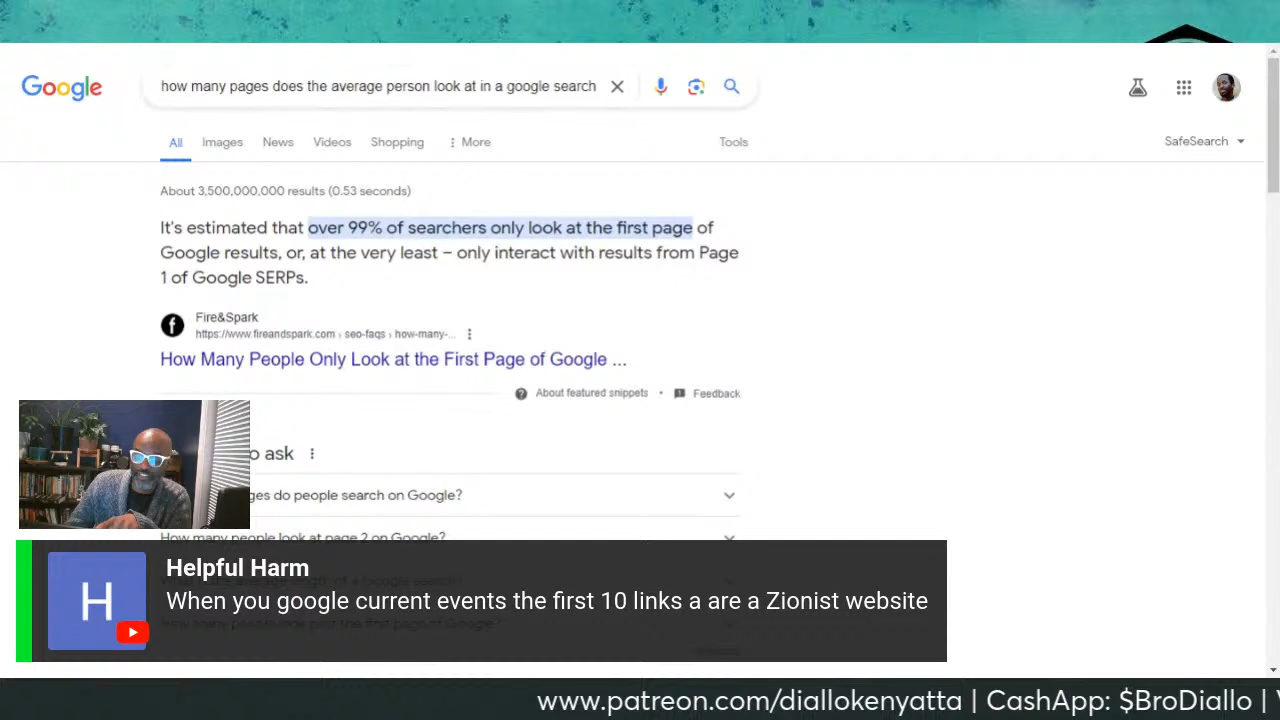 Google
how many pages does the average person look at in a google search
All Images News Videos Shopping More Tools
SafeSearch
About 3,500,000,000 results (0.53 seconds)
It's estimated that over 99% of searchers only look at the first page of
Google results, or, at the very least – only interact with results from Page
1 of Google SERPs.
f
Fire&Spark
https://www.fireandspark.com › seo-faqs › how-many-...
How Many People Only Look at the First Page of Google ...
About featured snippets • Feedback
o ask
ges do people search on Google?
How many people look at page 2 on Google?
H
Helpful Harm
When you google current events the first 10 links a are a Zionist website
www.patreon.com/diallokenyatta | CashApp: $BroDiallo |